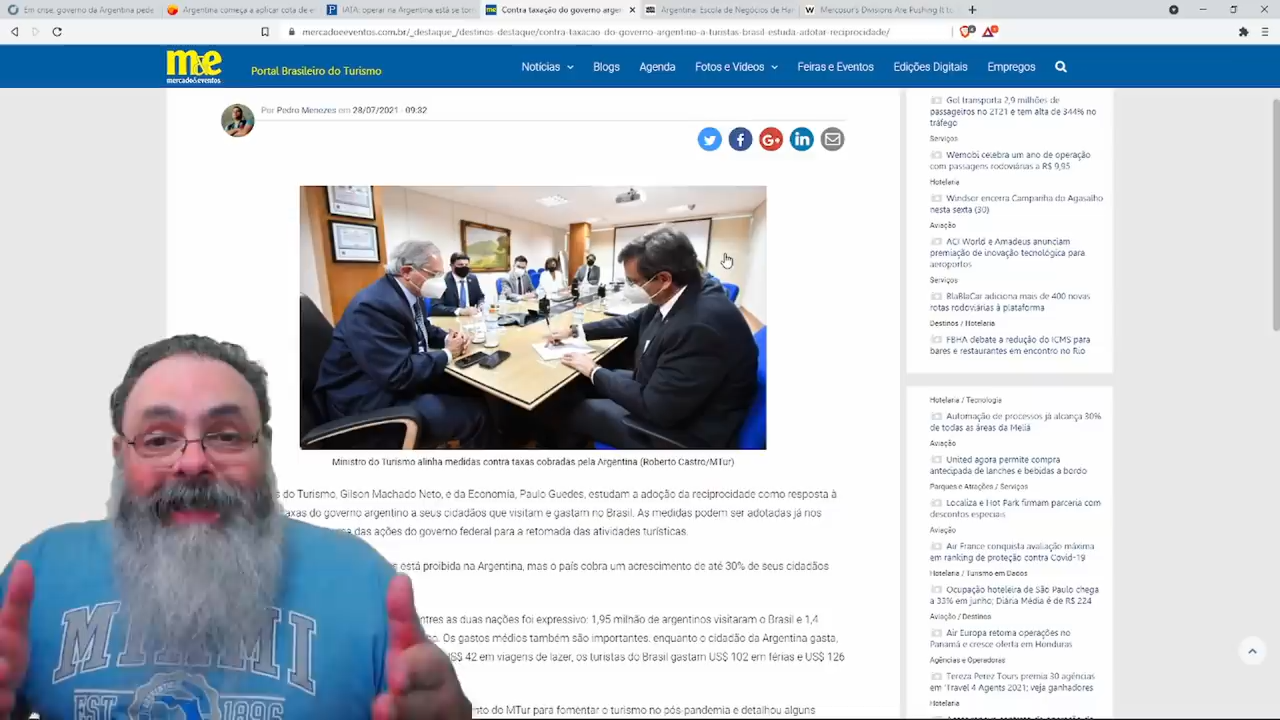 Em crise, governo da Argentina pede
Argentina começa a aplicar cota de e
IATA: operar na Argentina está se tor
Contra taxação do governo argen
Argentina: Escola de Negócios de Har
Mercosur's Divisions Are Pushing It to
mercadoeeventos.com.br/_destaque_/destinos-destaque/contra-taxacao-do-governo-argentino-a-turistas-brasil-estuda-adotar-reciprocidade/
m&e
mercado&eventos
Portal Brasileiro do Turismo
Notícias
Blogs
Agenda
Fotos e Vídeos
Feiras e Eventos
Edições Digitais
Empregos
Por Pedro Menezes em 28/07/2021 - 09:32
Ministro do Turismo alinha medidas contra taxas cobradas pela Argentina (Roberto Castro/MTur)
do Turismo, Gilson Machado Neto, e da Economia, Paulo Guedes, estudam a adoção da reciprocidade como resposta à
axas do governo argentino a seus cidadãos que visitam e gastam no Brasil. As medidas podem ser adotadas já nos
das ações do governo federal para a retomada das atividades turísticas.
está proibida na Argentina, mas o país cobra um acrescimento de até 30% de seus cidadãos
entres as duas nações foi expressivo: 1,95 milhão de argentinos visitaram o Brasil e 1,4
Os gastos médios também são importantes, enquanto o cidadão da Argentina gasta,
US$ 42 em viagens de lazer, os turistas do Brasil gastam US$ 102 em férias e US$ 126
nto do MTur para fomentar o turismo no pós-pandemia e detalhou alguns
Gol transporta 2,9 milhões de
passageiros no 2T21 e tem alta de 344% no
tráfego
Serviços
Wemobi celebra um ano de operação
com passagens rodoviárias a R$ 9,95
Hotelaria
Windsor encerra Campanha do Agasalho
nesta sexta (30)
Aviação
ACI World e Amadeus anunciam
premiação de inovação tecnológica para
aeroportos
Serviços
BlaBlaCar adiciona mais de 400 novas
rotas rodoviárias à plataforma
Destinos / Hotelaria
FBHA debate a redução do ICMS para
bares e restaurantes em encontro no Rio
Hotelaria / Tecnologia
Automação de processos já alcança 30%
de todas as áreas da Meliá
Aviação
United agora permite compra
antecipada de lanches e bebidas a bordo
Parques e Atrações / Serviços
Localiza e Hot Park firmam parceria com
descontos especiais
Aviação
Air France conquista avaliação máxima
em ranking de proteção contra Covid-19
Hotelaria / Turismo em Dados
Ocupação hoteleira de São Paulo chega
a 33% em junho; Diária Média é de R$ 224
Aviação / Destinos
Air Europa retoma operações no
Panamá e cresce oferta em Honduras
Agências e Operadoras
Tereza Perez Tours premia 30 agências
em 'Travel 4 Agents 2021; veja ganhadores
Hotelaria
EST